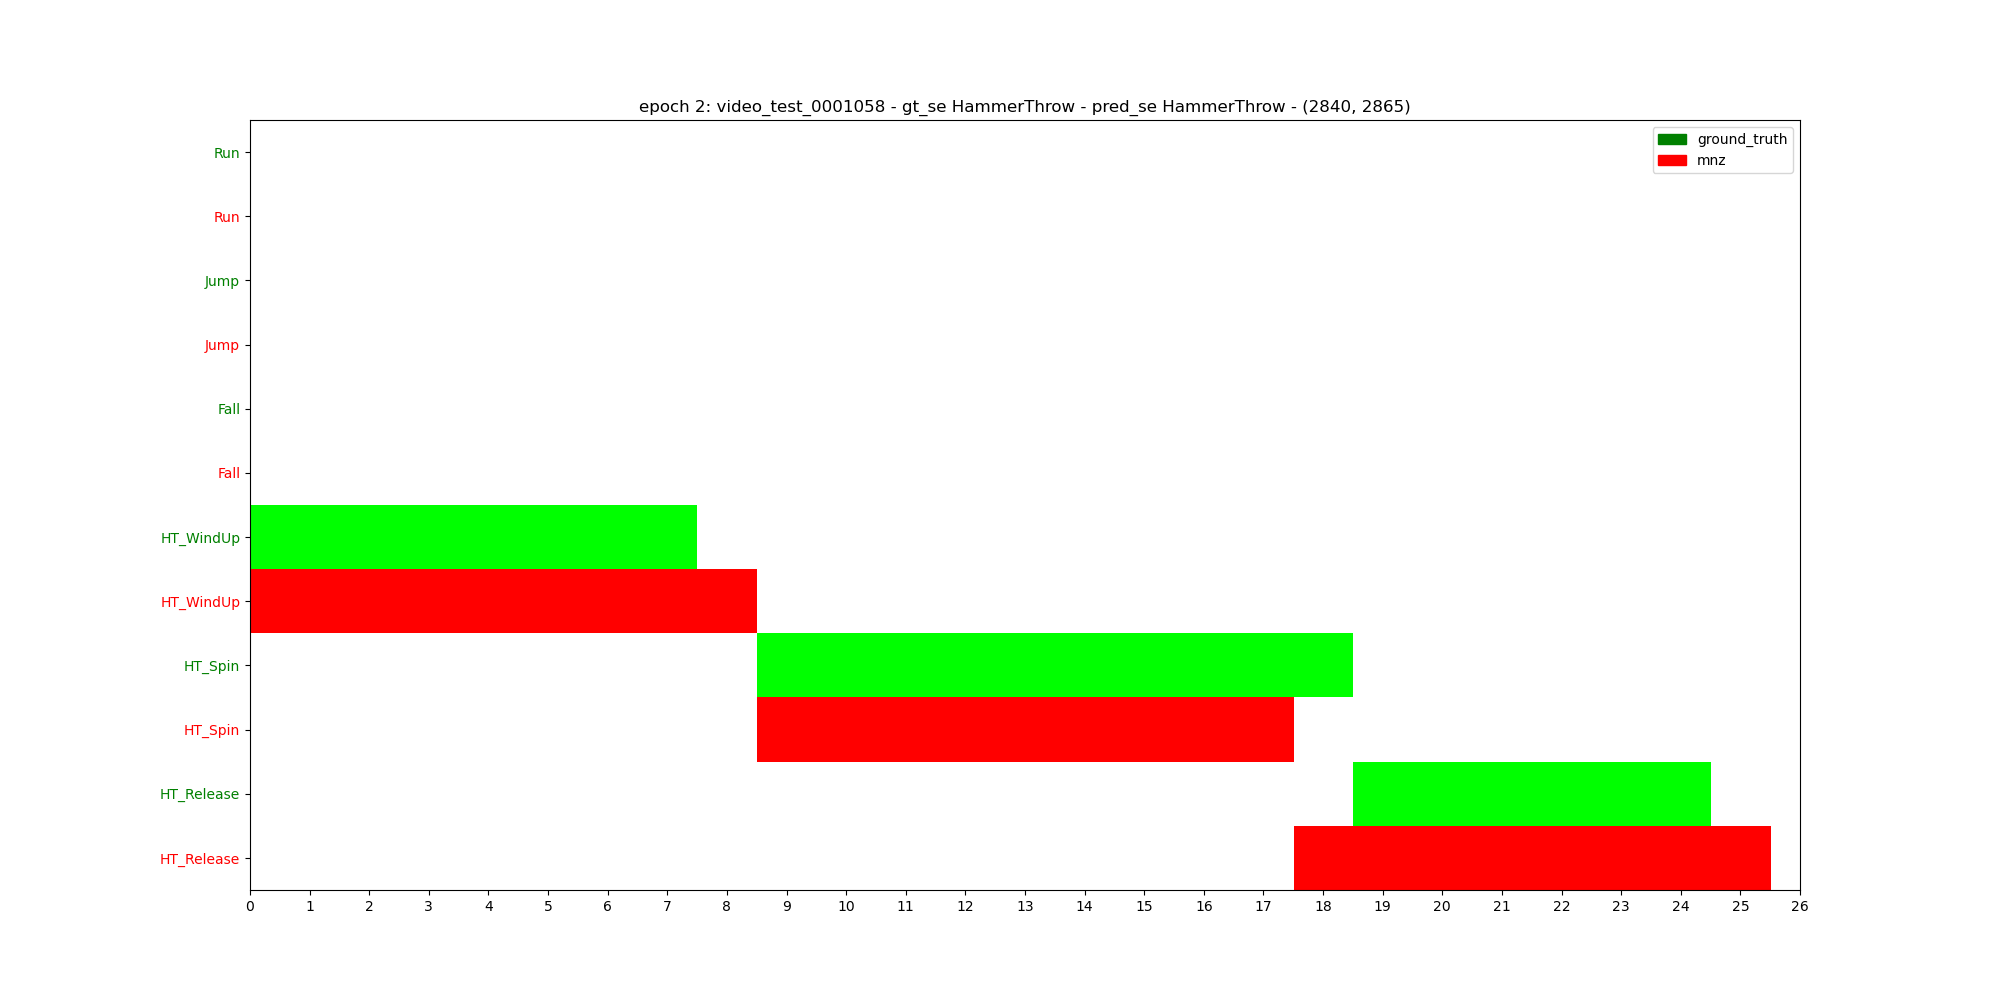 epoch 2: video_test_0001058 - gt_se HammerThrow - pred_se HammerThrow - (2840, 2865)
ground_truth
mnz
Run
Run
Jump
Jump
Fall
Fall
HT_WindUp
HT_WindUp
HT_Spin
HT_Spin
HT_Release
HT_Release
0 1 2 3 4 5 6 7 8 9 10 11 12 13 14 15 16 17 18 19 20 21 22 23 24 25 26